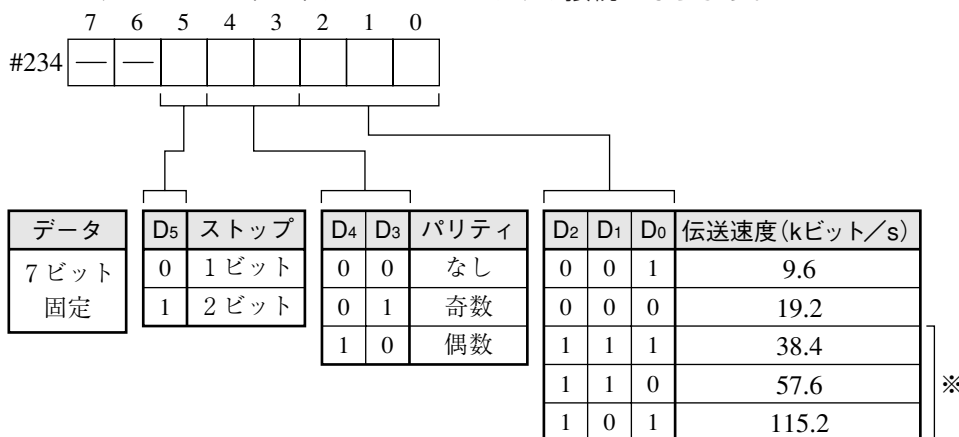 7 6 5 4 3 2 1 0
#234 — —
データ
7ビット
固定
D5 ストップ
0 1ビット
1 2ビット
D4 D3 パリティ
0 0 なし
0 1 奇数
1 0 偶数
D2 D1 D0 伝送速度(kビット/s)
0 0 1 9.6
0 0 0 19.2
1 1 1 38.4
1 1 0 57.6
1 0 1 115.2
※